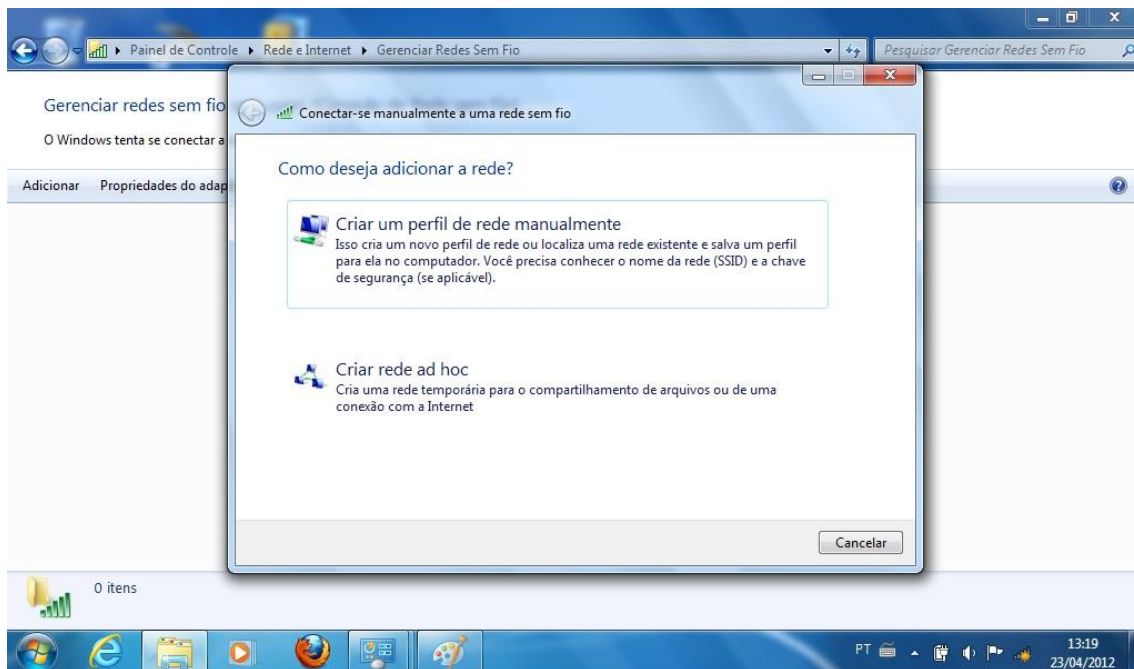 Painel de Controle Rede e Internet Gerenciar Redes Sem Fio
Pesquisar Gerenciar Redes Sem Fio
Gerenciar redes sem fio
O Windows tenta se conectar a
Adicionar Propriedades do adap
Conectar-se manualmente a uma rede sem fio
Como deseja adicionar a rede?
Criar um perfil de rede manualmente
Isso cria um novo perfil de rede ou localiza uma rede existente e salva um perfil
para ela no computador. Você precisa conhecer o nome da rede (SSID) e a chave
de segurança (se aplicável).
Criar rede ad hoc
Cria uma rede temporária para o compartilhamento de arquivos ou de uma
conexão com a Internet
Cancelar
0 itens
PT
13:19
23/04/2012